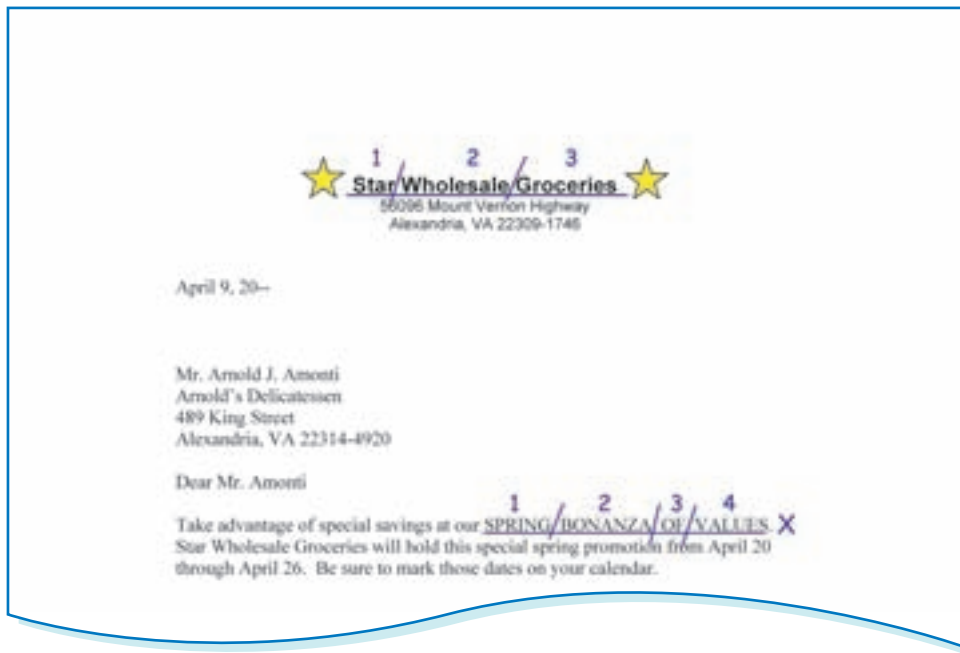 1 2 3
Star/Wholesale/Groceries
56096 Mount Vernon Highway
Alexandria, VA 22309-1746
April 9, 20--
Mr. Arnold J. Amonti
Arnold's Delicatessen
489 King Street
Alexandria, VA 22314-4920
Dear Mr. Amonti
1 2 3 4
Take advantage of special savings at our SPRING/BONANZA/OF/VALUES. X
Star Wholesale Groceries will hold this special spring promotion from April 20
through April 26. Be sure to mark those dates on your calendar.